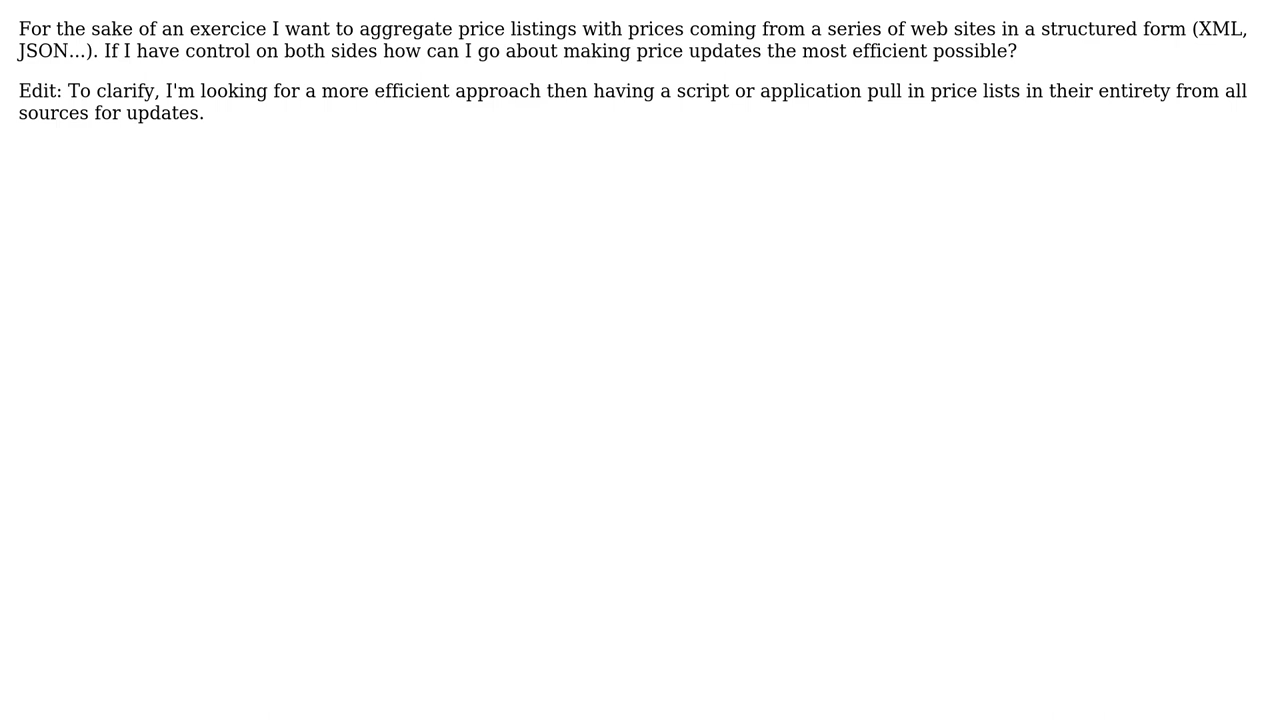 For the sake of an exercice I want to aggregate price listings with prices coming from a series of web sites in a structured form (XML,
JSON...). If I have control on both sides how can I go about making price updates the most efficient possible?
Edit: To clarify, I'm looking for a more efficient approach then having a script or application pull in price lists in their entirety from all
sources for updates.